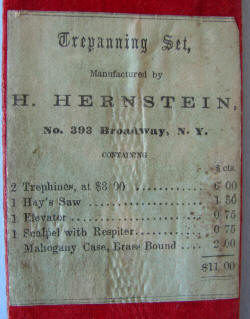 Trepanning Set,
Manufactured by
H. HERNSTEIN,
No. 393 Broadway, N. Y.
CONTAINING
$ cts.
2 Trephines, at $3 00 ........ 6 00
1 Hay's Saw ........ 1 50
1 Elevator ........ 0 75
1 Scalpel with Respiter ........ 0 75
Mahogany Case, Brass Bound .... 2 00
$11 00